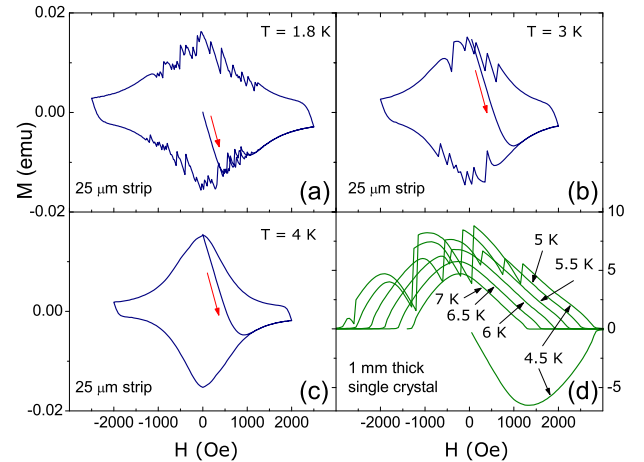 T = 1.8 K
T = 3 K
0.02
0.00
-0.02
M (emu)
25 μm strip
(a)
25 μm strip
(b)
T = 4 K
-0.02
25 μm strip
(c)
-2000 -1000 0 1000 2000
H (Oe)
10
5
0
-5
5 K
5.5 K
7 K
6.5 K
6 K
4.5 K
1 mm thick
single crystal
(d)
-2000 -1000 0 1000 2000
H (Oe)